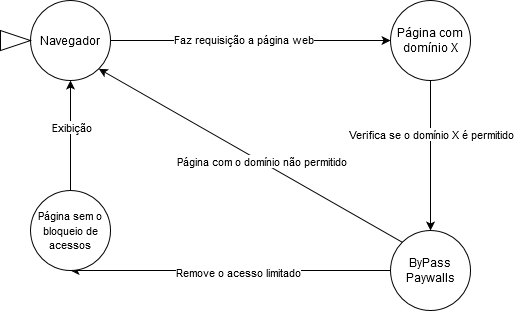 Navegador
Faz requisição a página web
Página com
domínio X
Exibição
Verifica se o domínio X é permitido
Página com o domínio não permitido
Página sem o
bloqueio de
acessos
ByPass
Paywalls
Remove o acesso limitado